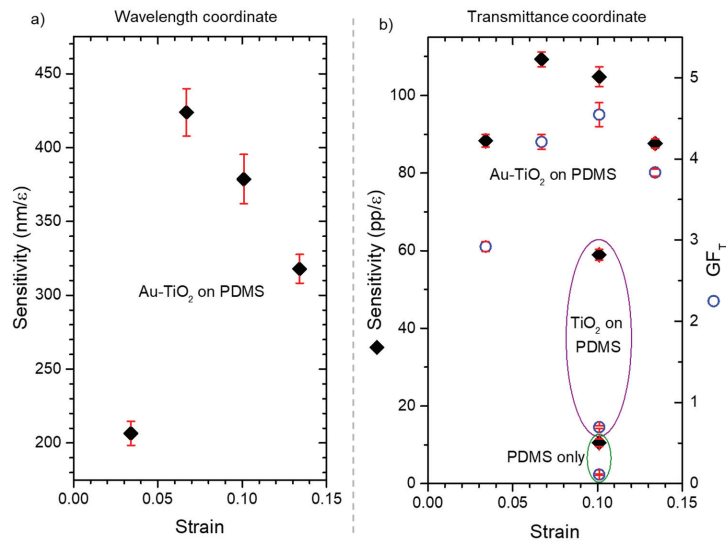 a) Wavelength coordinate
450
400
350
300
250
200
Sensitivity (nm/ε)
Au-TiO₂ on PDMS
0.00 0.05 0.10 0.15
Strain
b) Transmittance coordinate
100
80
60
40
20
0
Sensitivity (pp/ε)
Au-TiO₂ on PDMS
TiO₂ on
PDMS
PDMS only
0.00 0.05 0.10 0.15
Strain
5
4
3
2
1
0
GF_T